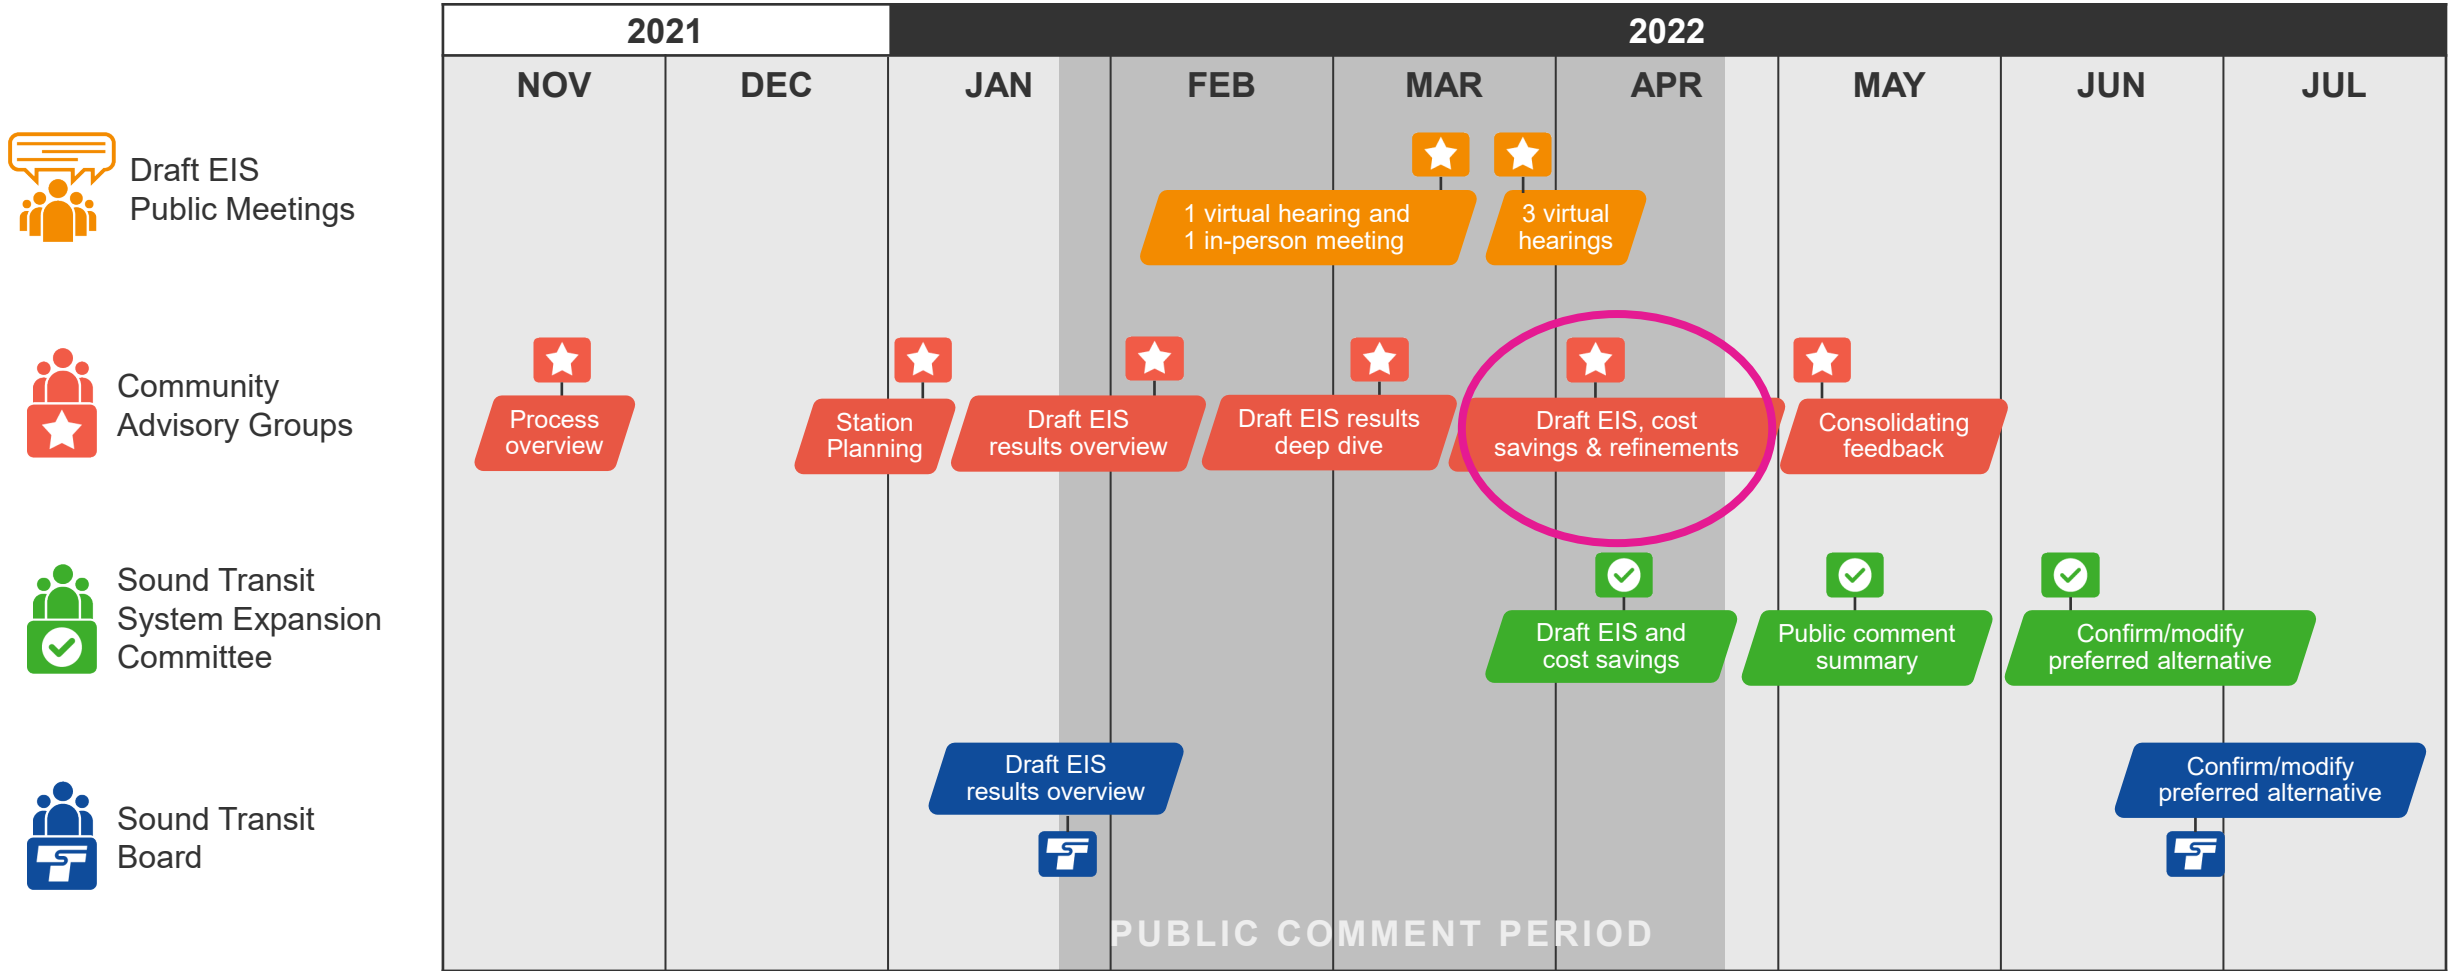 2021
2022
NOV
DEC
JAN
FEB
MAR
APR
MAY
JUN
JUL
Draft EIS
Public Meetings
1 virtual hearing and
1 in-person meeting
3 virtual
hearings
Community
Advisory Groups
Process
overview
Station
Planning
Draft EIS
results overview
Draft EIS results
deep dive
Draft EIS, cost
savings & refinements
Consolidating
feedback
Sound Transit
System Expansion
Committee
Draft EIS and
cost savings
Public comment
summary
Confirm/modify
preferred alternative
Sound Transit
Board
Draft EIS
results overview
Confirm/modify
preferred alternative
PUBLIC COMMENT PERIOD